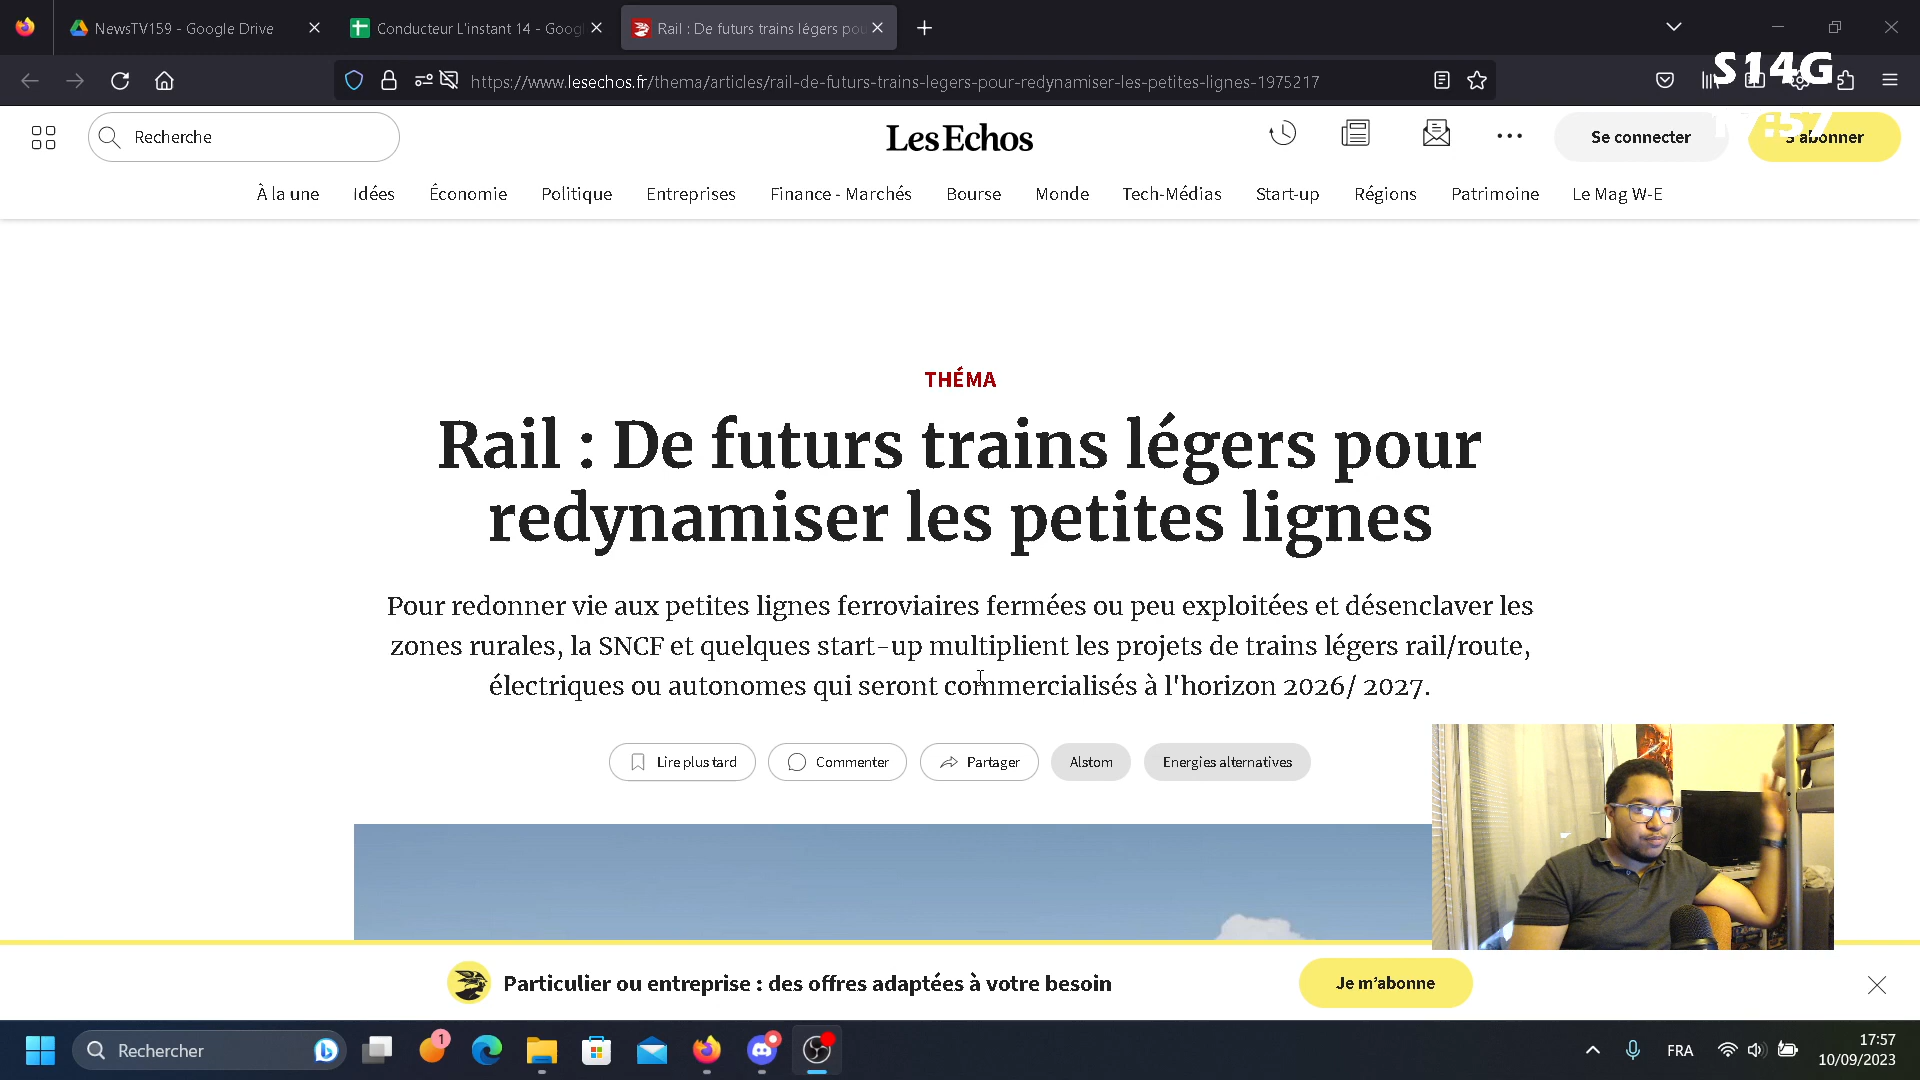 NewsTV159 - Google Drive
Conducteur L'instant 14 - Goog
Rail : De futurs trains légers pou
https://www.lesechos.fr/thema/articles/rail-de-futurs-trains-legers-pour-redynamiser-les-petites-lignes-1975217
S14G
17:57
Recherche
Les Echos
Se connecter
S'abonner
À la une
Idées
Économie
Politique
Entreprises
Finance - Marchés
Bourse
Monde
Tech-Médias
Start-up
Régions
Patrimoine
Le Mag W-E
THÉMA
Rail : De futurs trains légers pour
redynamiser les petites lignes
Pour redonner vie aux petites lignes ferroviaires fermées ou peu exploitées et désenclaver les
zones rurales, la SNCF et quelques start-up multiplient les projets de trains légers rail/route,
électriques ou autonomes qui seront commercialisés à l'horizon 2026/ 2027.
Lire plus tard
Commenter
Partager
Alstom
Energies alternatives
Particulier ou entreprise : des offres adaptées à votre besoin
Je m'abonne
Rechercher
1
FRA
17:57
10/09/2023